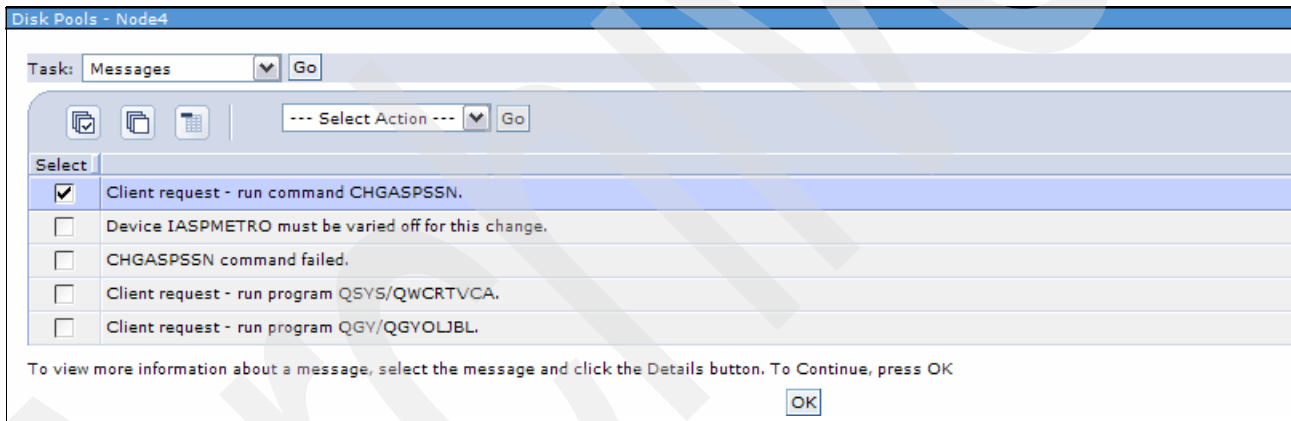 Disk Pools - Node4
Task: Messages Go
--- Select Action --- Go
Select
Client request - run command CHGASPSSN.
Device IASPMETRO must be varied off for this change.
CHGASPSSN command failed.
Client request - run program QSYS/QWCRTVCA.
Client request - run program QGY/QGYOLJBL.
To view more information about a message, select the message and click the Details button. To Continue, press OK
OK